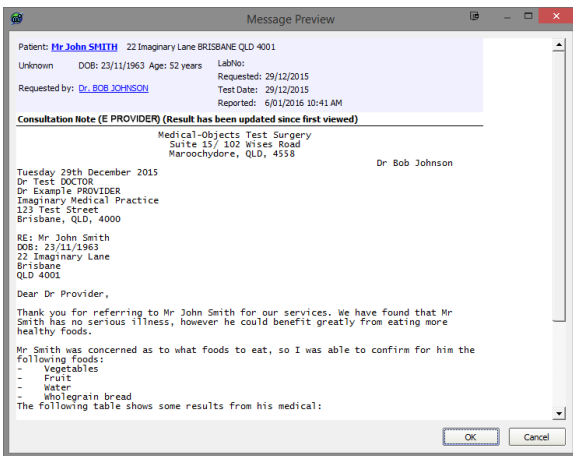 Message Preview
Patient: Mr John SMITH 22 Imaginary Lane BRISBANE QLD 4001
Unknown DOB: 23/11/1963 Age: 52 years LabNo:
Requested: 29/12/2015
Requested by: Dr. BOB JOHNSON Test Date: 29/12/2015
Reported: 6/01/2016 10:41 AM
Consultation Note (E PROVIDER) (Result has been updated since first viewed)
Medical-Objects Test Surgery
Suite 15/ 102 Wises Road
Maroochydore, QLD, 4558
Dr Bob Johnson
Tuesday 29th December 2015
Dr Test DOCTOR
Dr Example PROVIDER
Imaginary Medical Practice
123 Test Street
Brisbane, QLD, 4000
RE: Mr John Smith
DOB: 23/11/1963
22 Imaginary Lane
Brisbane
QLD 4001
Dear Dr Provider,
Thank you for referring to Mr John Smith for our services. We have found that Mr
Smith has no serious illness, however he could benefit greatly from eating more
healthy foods.
Mr Smith was concerned as to what foods to eat, so I was able to confirm for him the
following foods:
- Vegetables
- Fruit
- Water
- Wholegrain bread
The following table shows some results from his medical:
OK Cancel